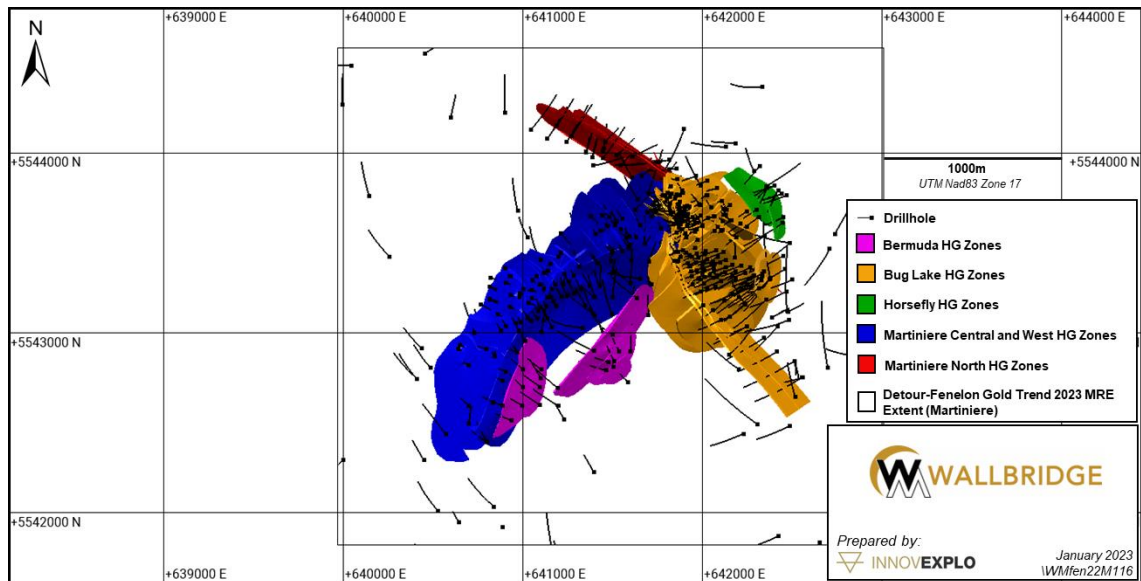 +639000 E
+640000 E
+641000 E
+642000 E
+643000 E
+644000 E
N
+5544000 N
+5544000 N
1000m
UTM Nad83 Zone 17
Drillhole
Bermuda HG Zones
Bug Lake HG Zones
Horsefly HG Zones
Martiniere Central and West HG Zones
Martiniere North HG Zones
Detour-Fenelon Gold Trend 2023 MRE
Extent (Martiniere)
+5543000 N
WALLBRIDGE
+5542000 N
Prepared by:
INNOVEXPLO
January 2023
\WMfen22M116
+639000 E
+640000 E
+641000 E
+642000 E